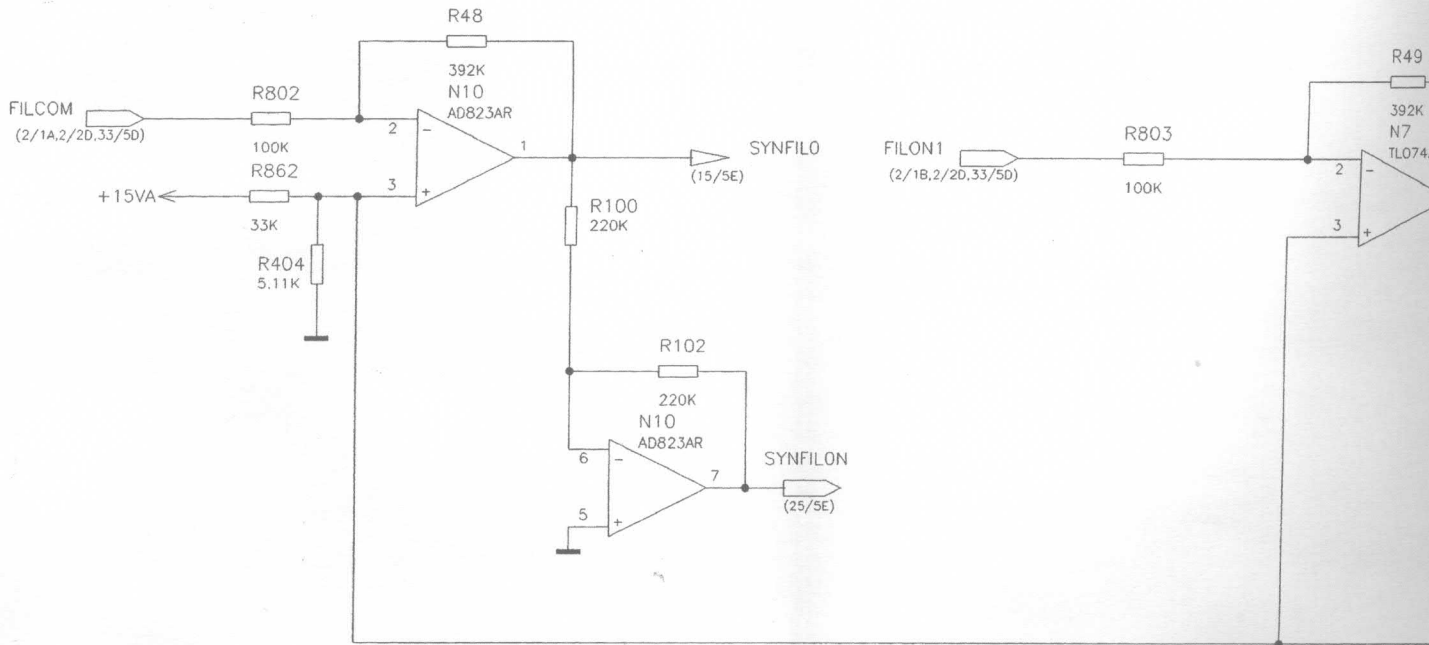 R48
392K
N10
AD823AR
FILCOM
(2/1A,2/2D,33/5D)
R802
100K
2
−
1
3
+
R862
+15VA
33K
R404
5,11K
SYNFILO
(15/5E)
R100
220K
R102
220K
N10
AD823AR
6
−
7
5
+
SYNFILON
(25/5E)
FILON1
(2/1B,2/2D,33/5D)
R803
100K
R49
392K
N7
2
−
3
+